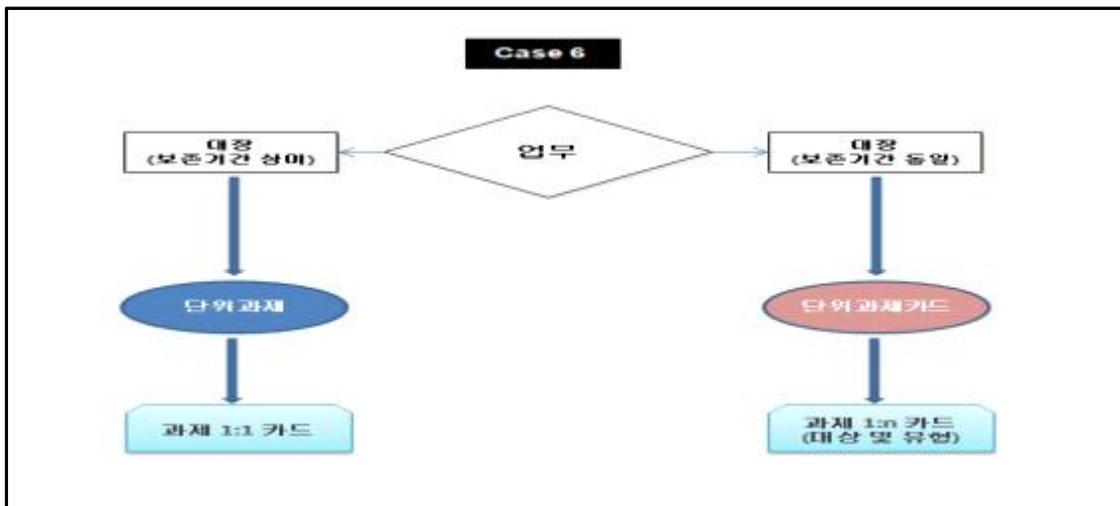 Case 6
대장
(보존기간 상이)
업무
대장
(보존기간 동일)
단위과제
단위과제카드
과제 1:1 카드
과제 1:n 카드
(대상 및 유형)